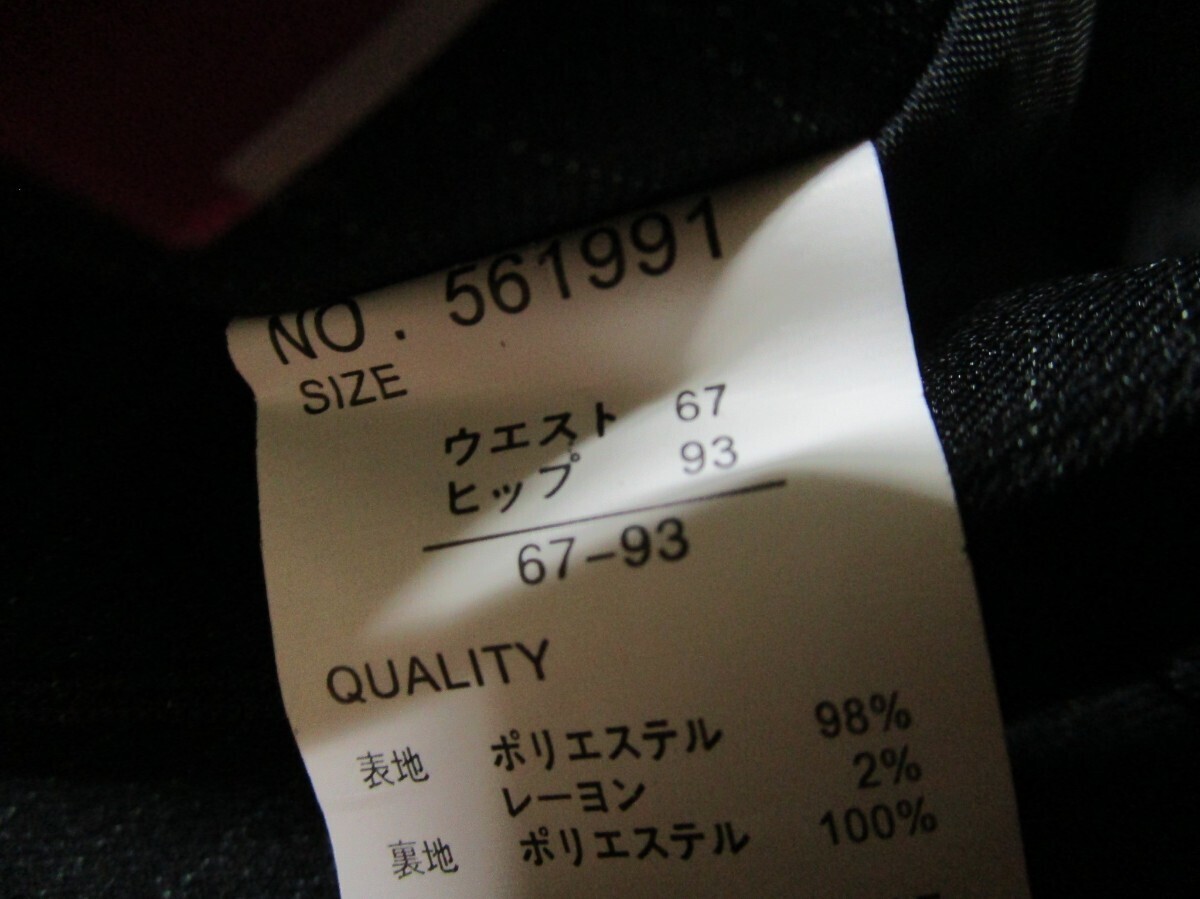 NO. 561991
SIZE
ウエスト 67
ヒップ 93
67-93
QUALITY
表地 ポリエステル 98%
レーヨン 2%
裏地 ポリエステル 100%